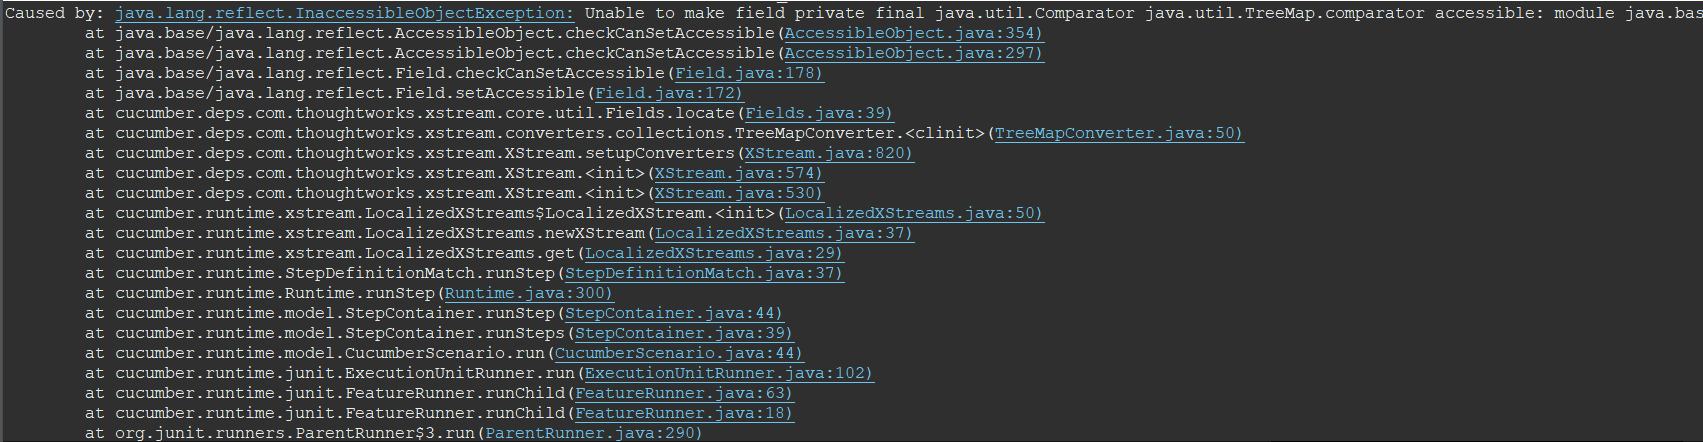 Caused by: java.lang.reflect.InaccessibleObjectException: Unable to make field private final java.util.Comparator java.util.TreeMap.comparator accessible: module java.bas
at java.base/java.lang.reflect.AccessibleObject.checkCanSetAccessible(AccessibleObject.java:354)
at java.base/java.lang.reflect.AccessibleObject.checkCanSetAccessible(AccessibleObject.java:297)
at java.base/java.lang.reflect.Field.checkCanSetAccessible(Field.java:178)
at java.base/java.lang.reflect.Field.setAccessible(Field.java:172)
at cucumber.deps.com.thoughtworks.xstream.core.util.Fields.locate(Fields.java:39)
at cucumber.deps.com.thoughtworks.xstream.converters.collections.TreeMapConverter.<clinit>(TreeMapConverter.java:50)
at cucumber.deps.com.thoughtworks.xstream.XStream.setupConverters(XStream.java:820)
at cucumber.deps.com.thoughtworks.xstream.XStream.<init>(XStream.java:574)
at cucumber.deps.com.thoughtworks.xstream.XStream.<init>(XStream.java:530)
at cucumber.runtime.xstream.LocalizedXStreams$LocalizedXStream.<init>(LocalizedXStreams.java:50)
at cucumber.runtime.xstream.LocalizedXStreams.newXStream(LocalizedXStreams.java:37)
at cucumber.runtime.xstream.LocalizedXStreams.get(LocalizedXStreams.java:29)
at cucumber.runtime.StepDefinitionMatch.runStep(StepDefinitionMatch.java:37)
at cucumber.runtime.Runtime.runStep(Runtime.java:300)
at cucumber.runtime.model.StepContainer.runStep(StepContainer.java:44)
at cucumber.runtime.model.StepContainer.runSteps(StepContainer.java:39)
at cucumber.runtime.model.CucumberScenario.run(CucumberScenario.java:44)
at cucumber.runtime.junit.ExecutionUnitRunner.run(ExecutionUnitRunner.java:102)
at cucumber.runtime.junit.FeatureRunner.runChild(FeatureRunner.java:63)
at cucumber.runtime.junit.FeatureRunner.runChild(FeatureRunner.java:18)
at org.junit.runners.ParentRunner$3.run(ParentRunner.java:290)